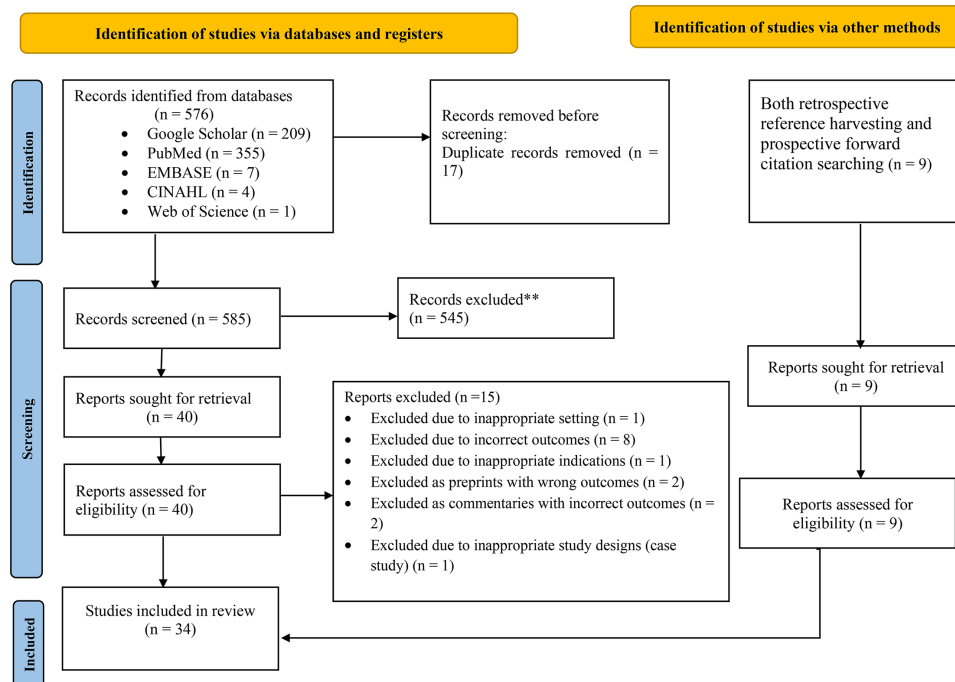 Identification of studies via databases and registers
Identification of studies via other methods
Identification
Records identified from databases
(n = 576)
• Google Scholar (n = 209)
• PubMed (n = 355)
• EMBASE (n = 7)
• CINAHL (n = 4)
• Web of Science (n = 1)
Records removed before
screening:
Duplicate records removed (n =
17)
Both retrospective
reference harvesting and
prospective forward
citation searching (n = 9)
Screening
Records screened (n = 585)
Records excluded**
(n = 545)
Reports sought for retrieval
(n = 40)
Reports sought for retrieval
(n = 9)
Reports assessed for
eligibility (n = 40)
Reports excluded (n =15)
• Excluded due to inappropriate setting (n = 1)
• Excluded due to incorrect outcomes (n = 8)
• Excluded due to inappropriate indications (n = 1)
• Excluded as preprints with wrong outcomes (n = 2)
• Excluded as commentaries with incorrect outcomes (n =
2)
• Excluded due to inappropriate study designs (case
study) (n = 1)
Reports assessed for
eligibility (n = 9)
Included
Studies included in review
(n = 34)